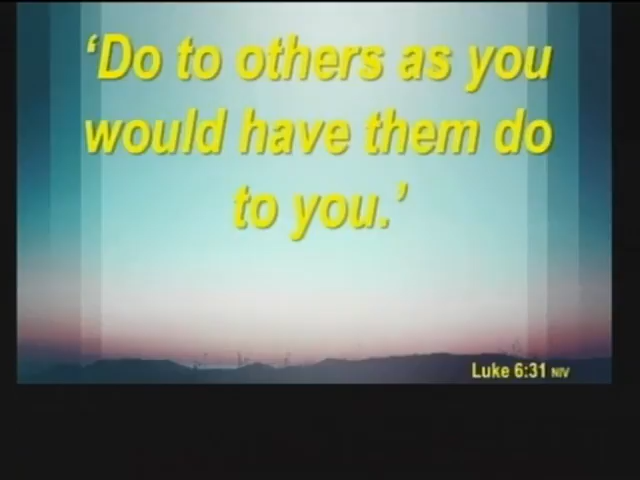 ‘Do to others as you
would have them do
to you.’
Luke 6:31 NIV